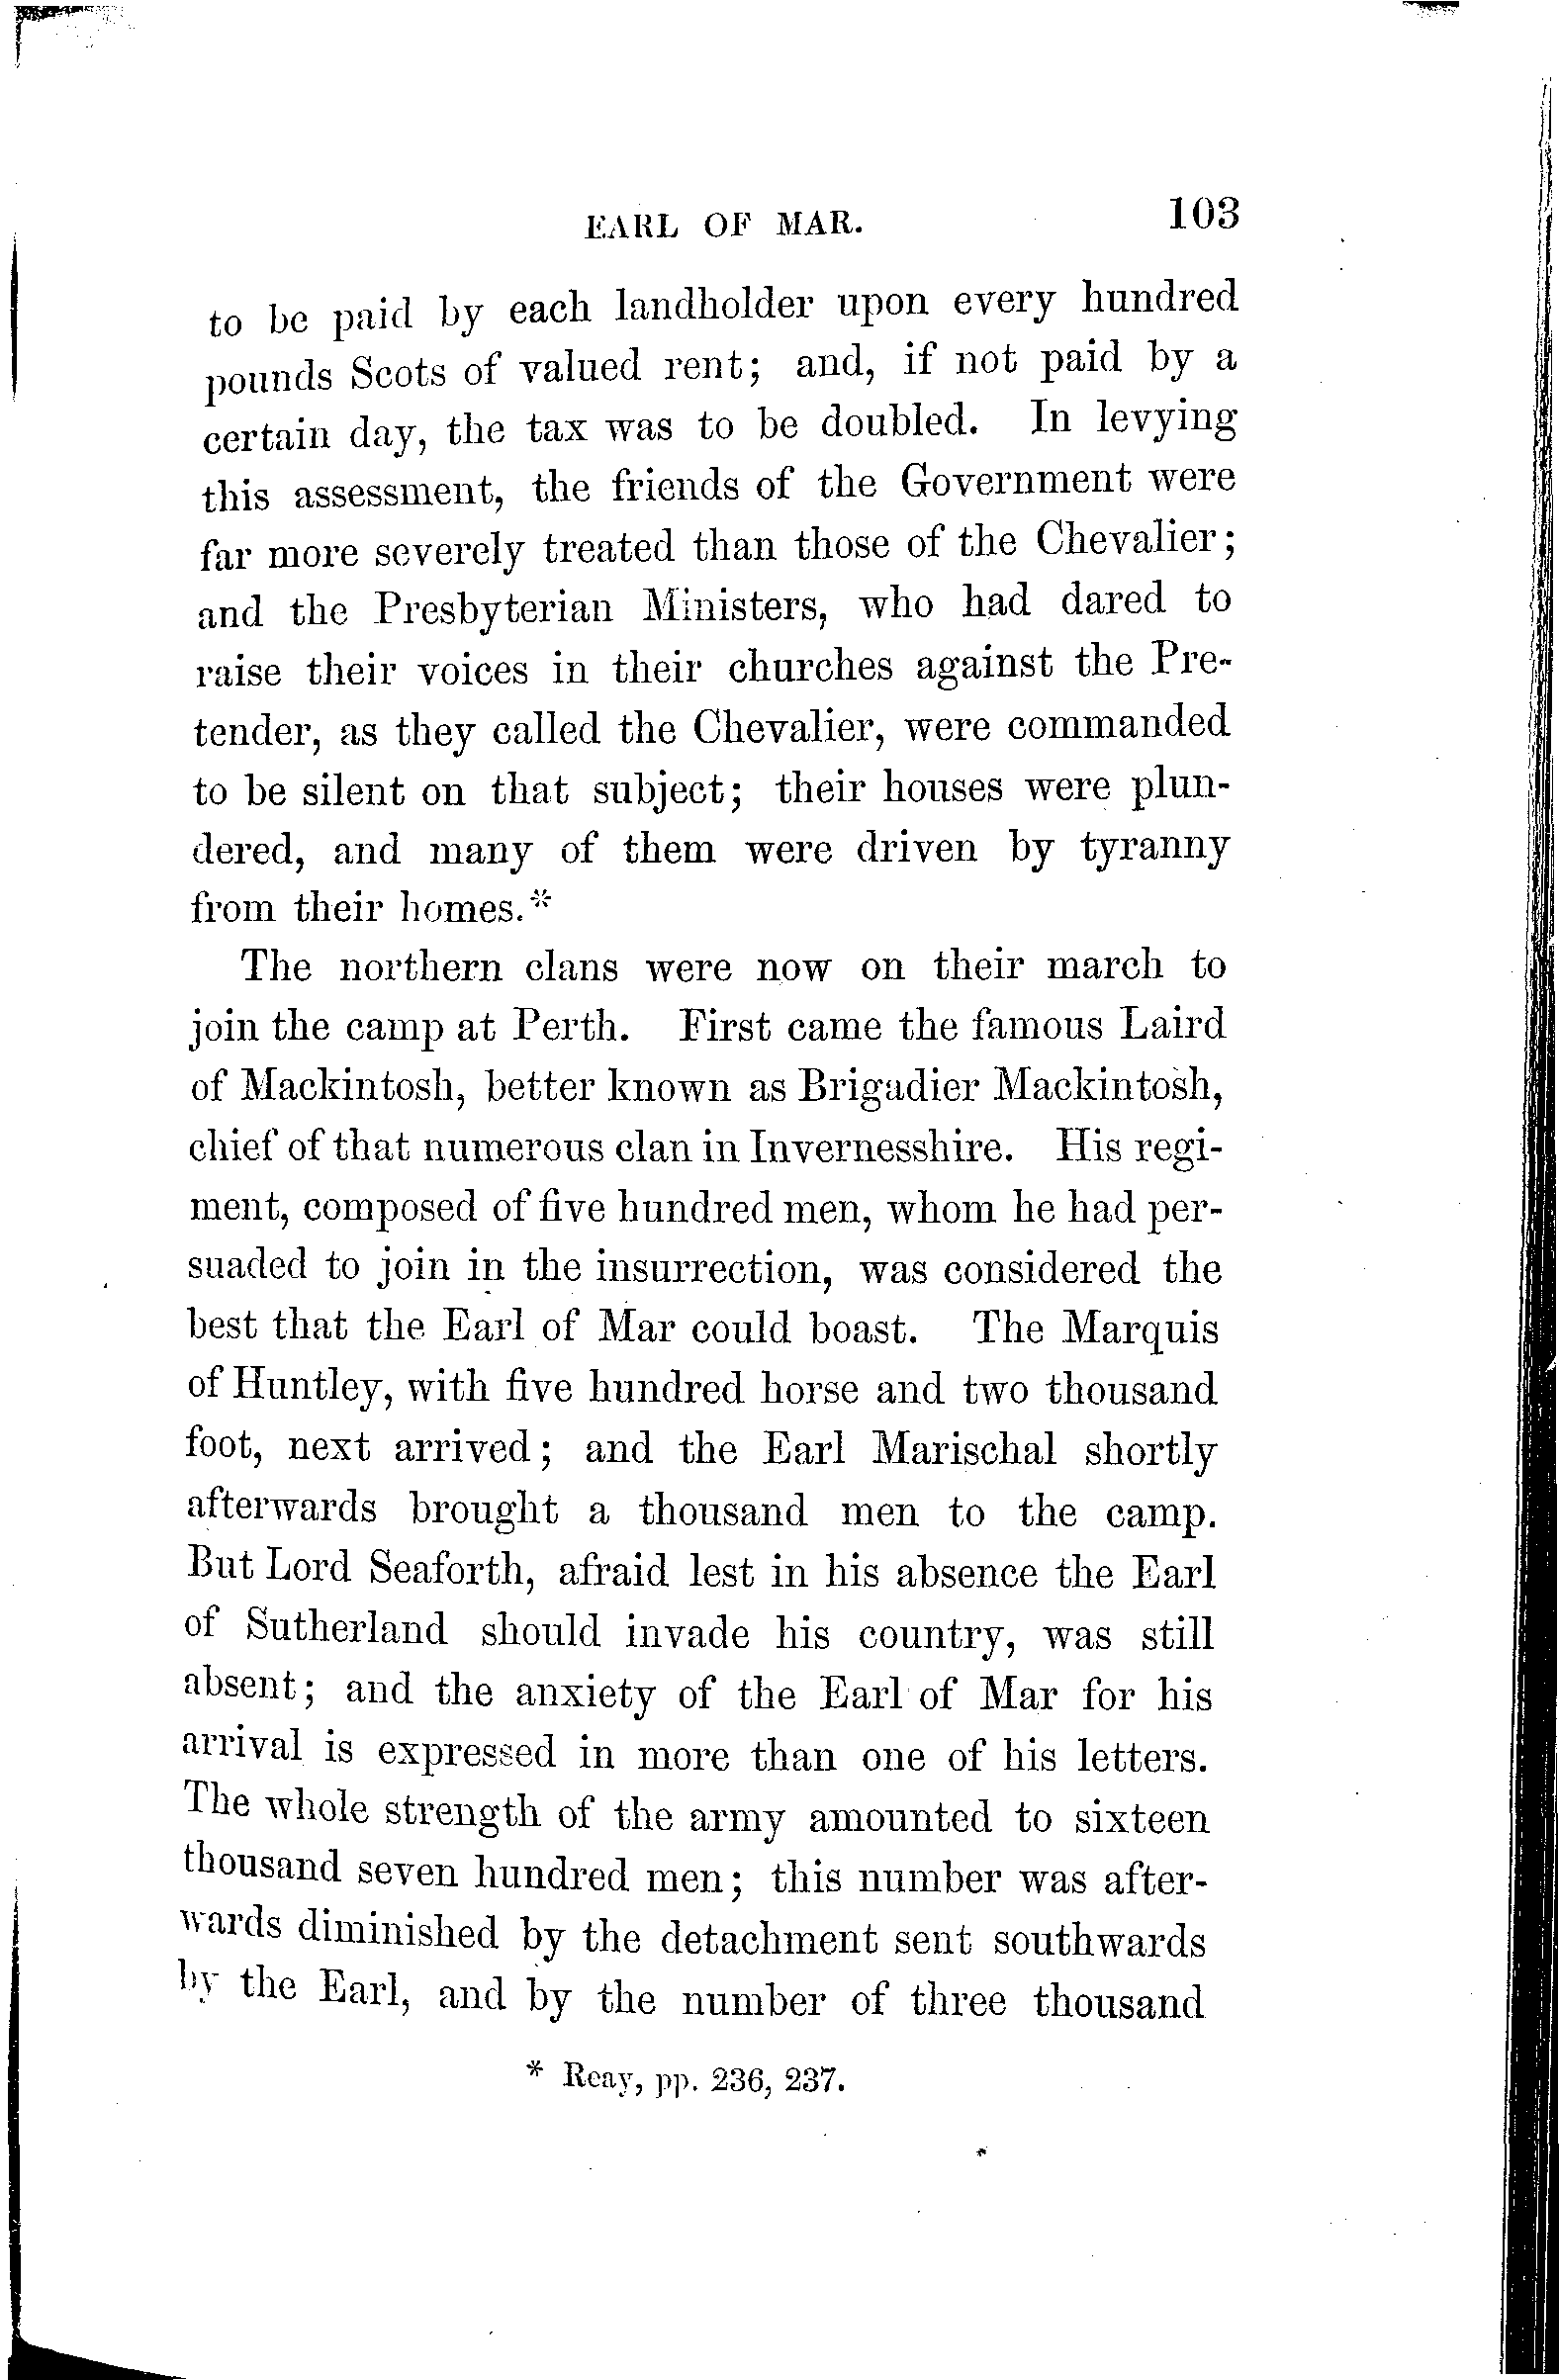 EARL OF MAR. 103
to be paid by each landholder upon every hundred
pounds Scots of valued rent; and, if not paid by a
certain day, the tax was to be doubled. In levying
this assessment, the friends of the Government were
far more severely treated than those of the Chevalier;
and the Presbyterian Ministers, who had dared to
raise their voices in their churches against the Pre-
tender, as they called the Chevalier, were commanded
to be silent on that subject; their houses were plun-
dered, and many of them were driven by tyranny
from their homes.*
The northern clans were now on their march to
join the camp at Perth. First came the famous Laird
of Mackintosh, better known as Brigadier Mackintosh,
chief of that numerous clan in Invernesshire. His regi-
ment, composed of five hundred men, whom he had per-
suaded to join in the insurrection, was considered the
best that the Earl of Mar could boast. The Marquis
of Huntley, with five hundred horse and two thousand
foot, next arrived; and the Earl Marischal shortly
afterwards brought a thousand men to the camp.
But Lord Seaforth, afraid lest in his absence the Earl
of Sutherland should invade his country, was still
absent; and the anxiety of the Earl of Mar for his
arrival is expressed in more than one of his letters.
The whole strength of the army amounted to sixteen
thousand seven hundred men; this number was after-
wards diminished by the detachment sent southwards
by the Earl, and by the number of three thousand
* Reay, pp. 236, 237.